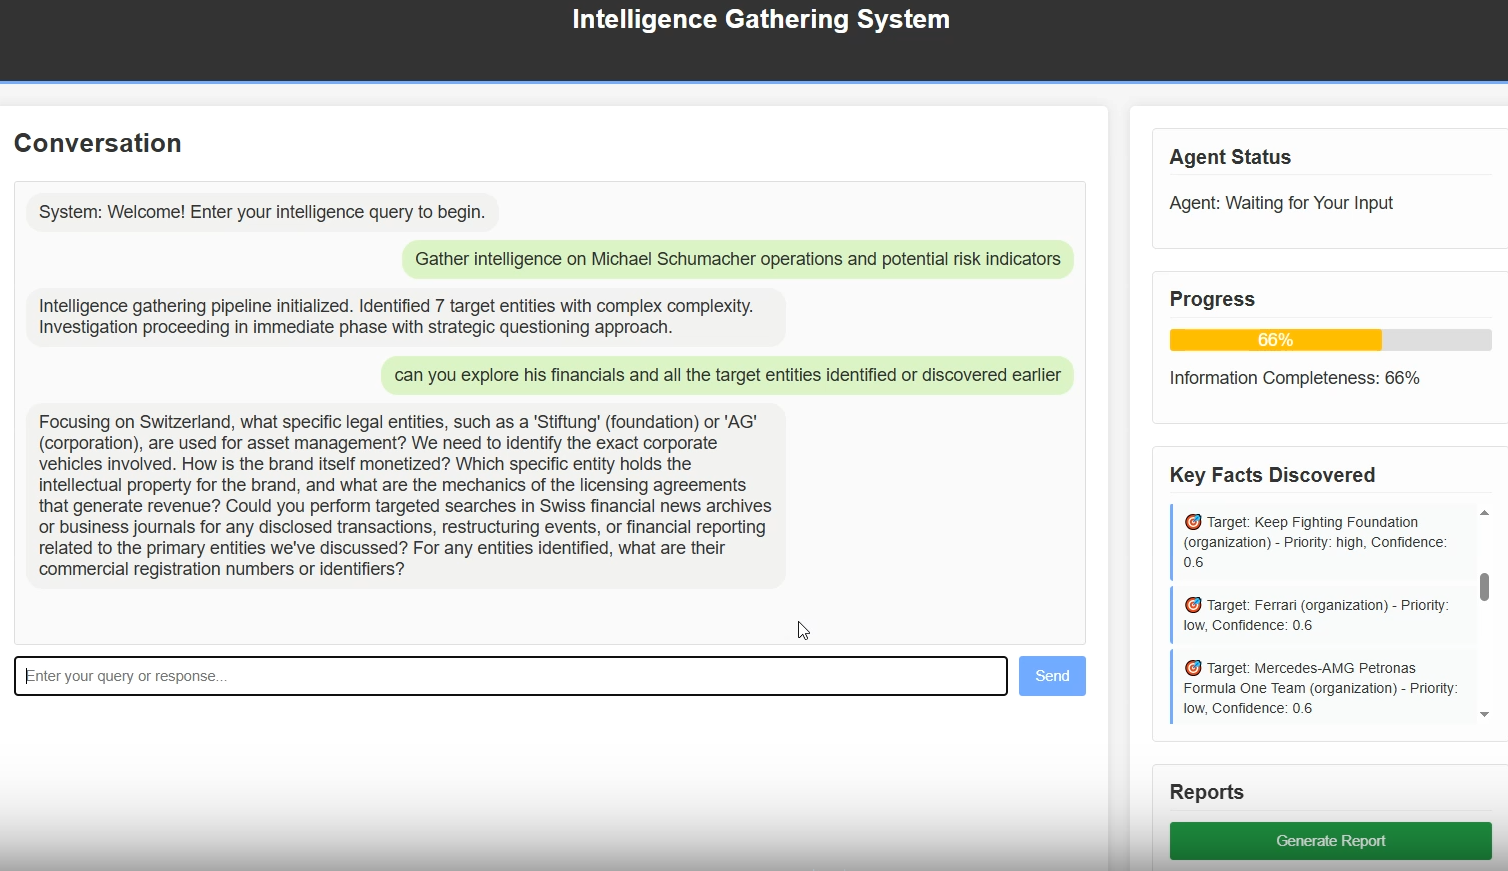 Intelligence Gathering System
Conversation
System: Welcome! Enter your intelligence query to begin.
Gather intelligence on Michael Schumacher operations and potential risk indicators
Intelligence gathering pipeline initialized. Identified 7 target entities with complex complexity.
Investigation proceeding in immediate phase with strategic questioning approach.
can you explore his financials and all the target entities identified or discovered earlier
Focusing on Switzerland, what specific legal entities, such as a 'Stiftung' (foundation) or 'AG'
(corporation), are used for asset management? We need to identify the exact corporate
vehicles involved. How is the brand itself monetized? Which specific entity holds the
intellectual property for the brand, and what are the mechanics of the licensing agreements
that generate revenue? Could you perform targeted searches in Swiss financial news archives
or business journals for any disclosed transactions, restructuring events, or financial reporting
related to the primary entities we've discussed? For any entities identified, what are their
commercial registration numbers or identifiers?
Enter your query or response...
Send
Agent Status
Agent: Waiting for Your Input
Progress
66%
Information Completeness: 66%
Key Facts Discovered
🎯 Target: Keep Fighting Foundation
(organization) - Priority: high, Confidence:
0.6
🎯 Target: Ferrari (organization) - Priority:
low, Confidence: 0.6
🎯 Target: Mercedes-AMG Petronas
Formula One Team (organization) - Priority:
low, Confidence: 0.6
Reports
Generate Report